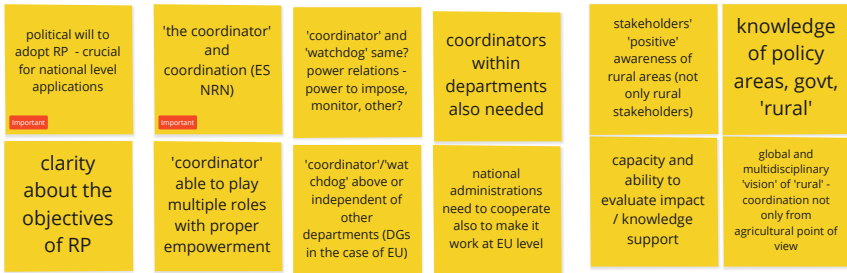 political will to
adopt RP - crucial
for national level
applications
Important
'the coordinator'
and
coordination (ES
NRN)
Important
'coordinator' and
'watchdog' same?
power relations -
power to impose,
monitor, other?
coordinators
within
departments
also needed
stakeholders'
'positive'
awareness of
rural areas (not
only rural
stakeholders)
knowledge
of policy
areas, govt,
'rural'
clarity
about the
objectives
of RP
'coordinator'
able to play
multiple roles
with proper
empowerment
'coordinator'/'wat
chdog' above or
independent of
other
departments (DGs
in the case of EU)
national
administrations
need to cooperate
also to make it
work at EU level
capacity and
ability to
evaluate impact
/ knowledge
support
global and
multidisciplinary
'vision' of 'rural' -
coordination not
only from
agricultural point of
view